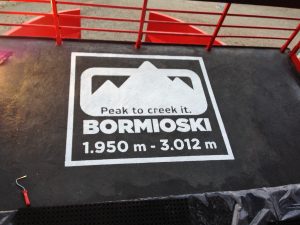 Peak to creek it.
BORMIOSKI
1.950 m - 3.012 m